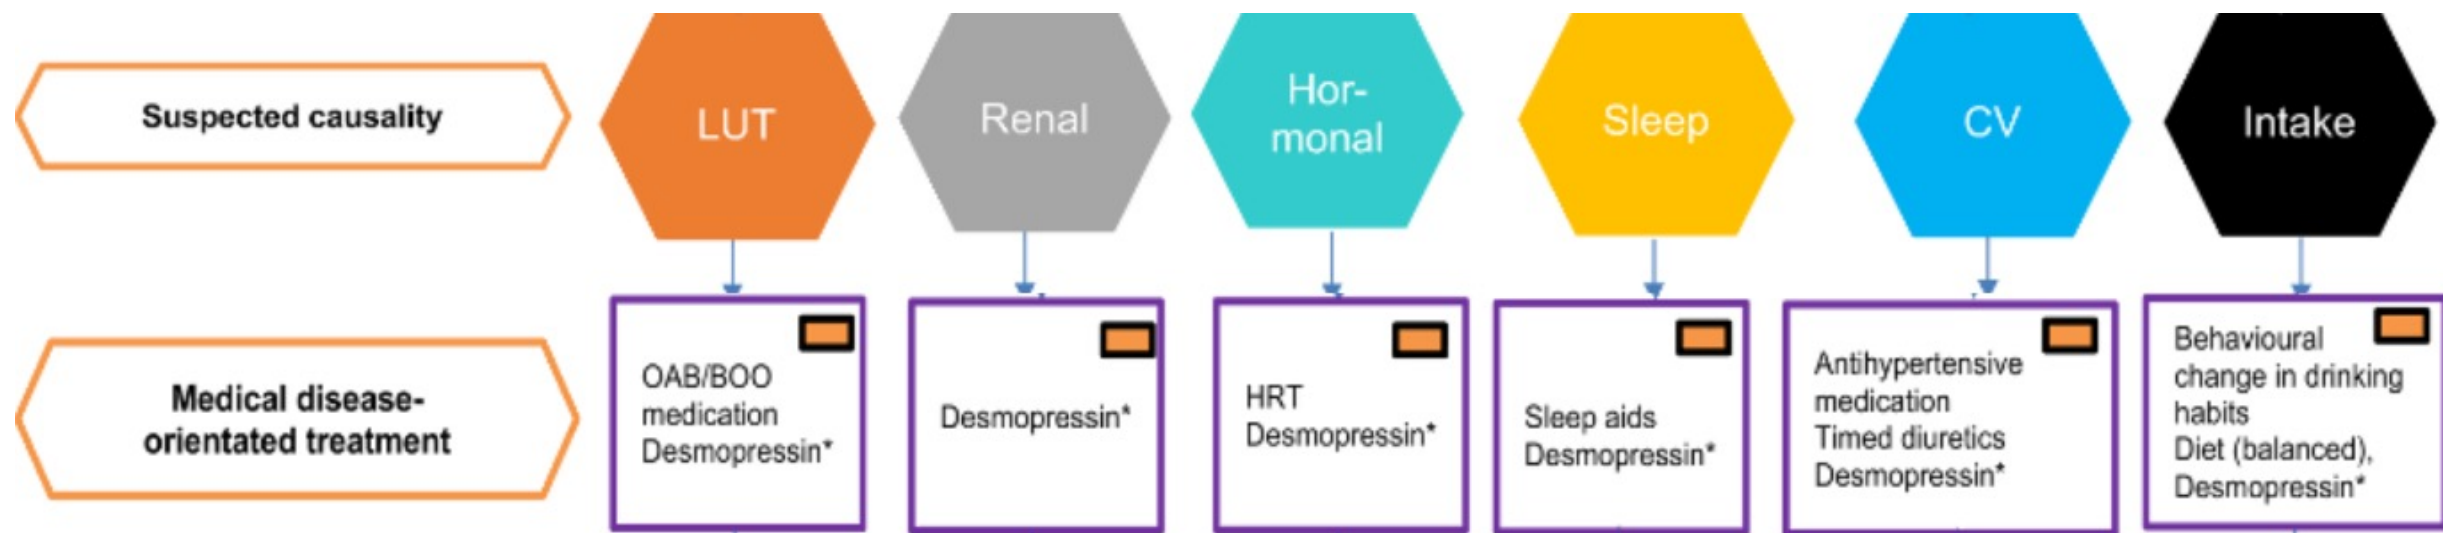 Suspected causality
LUT
Renal
Hor-
monal
Sleep
CV
Intake
Medical disease-
orientated treatment
OAB/BOO
medication
Desmopressin*
Desmopressin*
HRT
Desmopressin*
Sleep aids
Desmopressin*
Antihypertensive
medication
Timed diuretics
Desmopressin*
Behavioural
change in drinking
habits
Diet (balanced),
Desmopressin*